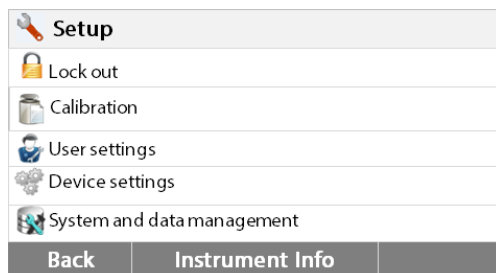 Setup
Lock out
Calibration
User settings
Device settings
System and data management
Back Instrument Info